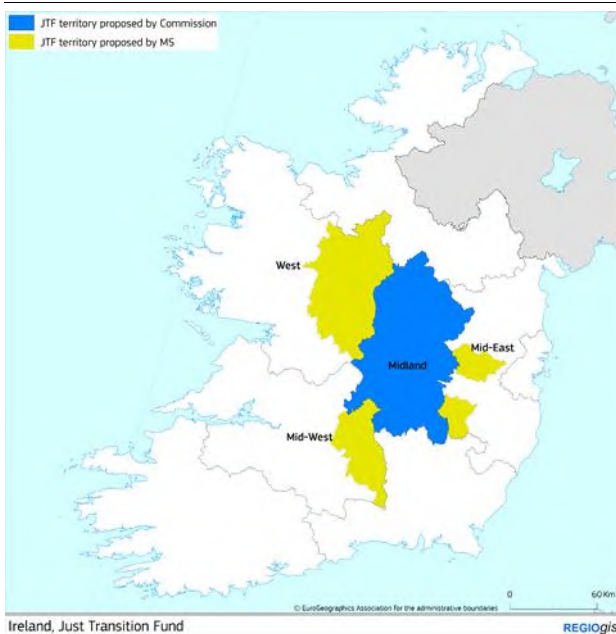 JTF territory proposed by Commission
JTF territory proposed by MS
West
Mid-East
Midland
Mid-West
0 60 Km
© EuroGeographics Association for the administrative boundaries
Ireland, Just Transition Fund
REGIOgis